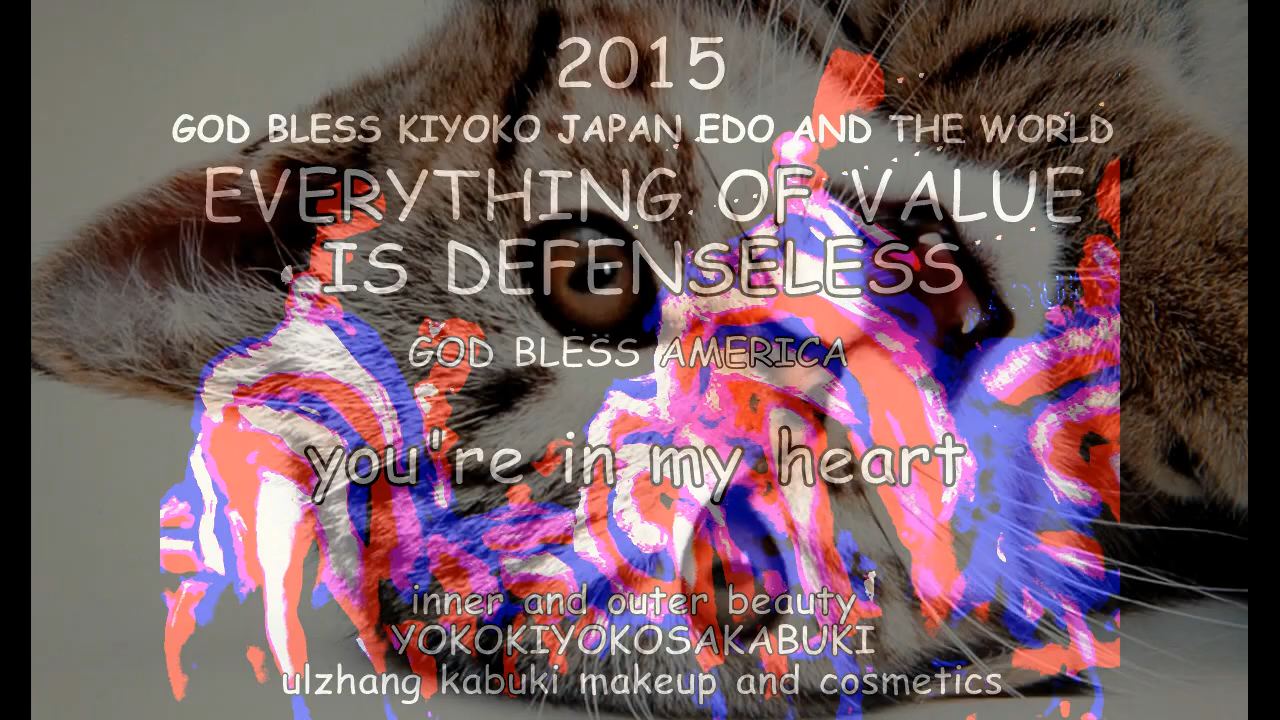 2015
GOD BLESS KIYOKO JAPAN EDO AND THE WORLD
EVERYTHING OF VALUE
IS DEFENSELESS
GOD BLESS AMERICA
you're in my heart
inner and outer beauty
YOKOKIYOKOSAKABUKI
ulzhang kabuki makeup and cosmetics